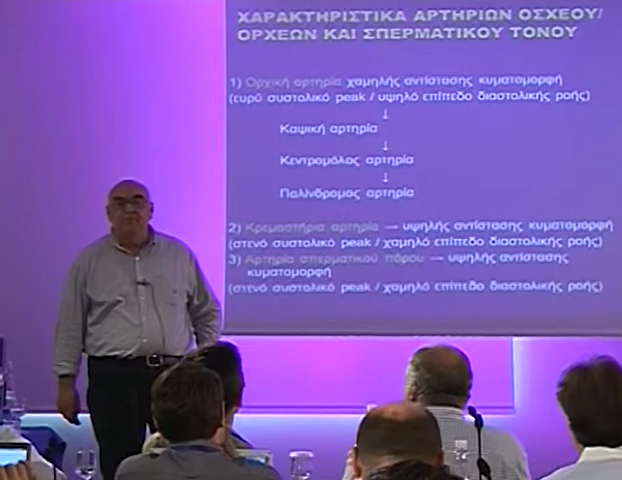 ΧΑΡΑΚΤΗΡΙΣΤΙΚΑ ΑΡΤΗΡΙΩΝ ΟΣΧΕΟΥ/
ΟΡΧΕΩΝ ΚΑΙ ΣΠΕΡΜΑΤΙΚΟΥ ΤΟΝΟΥ
1) Ορχική αρτηρία χαμηλής αντίστασης κυματομορφή
(ευρύ συστολικό peak / υψηλό επίπεδο διαστολικής ροής)
↓
Καψική αρτηρία
↓
Κεντρομόλος αρτηρία
↓
Παλίνδρομος αρτηρία
2) Κρεμαστήρια αρτηρία → υψηλής αντίστασης κυματομορφή
(στενό συστολικό peak / χαμηλό επίπεδο διαστολικής ροής)
3) Αρτηρία σπερματικού πόρου → υψηλής αντίστασης
κυματομορφή
(στενό συστολικό peak / χαμηλό επίπεδο διαστολικής ροής)